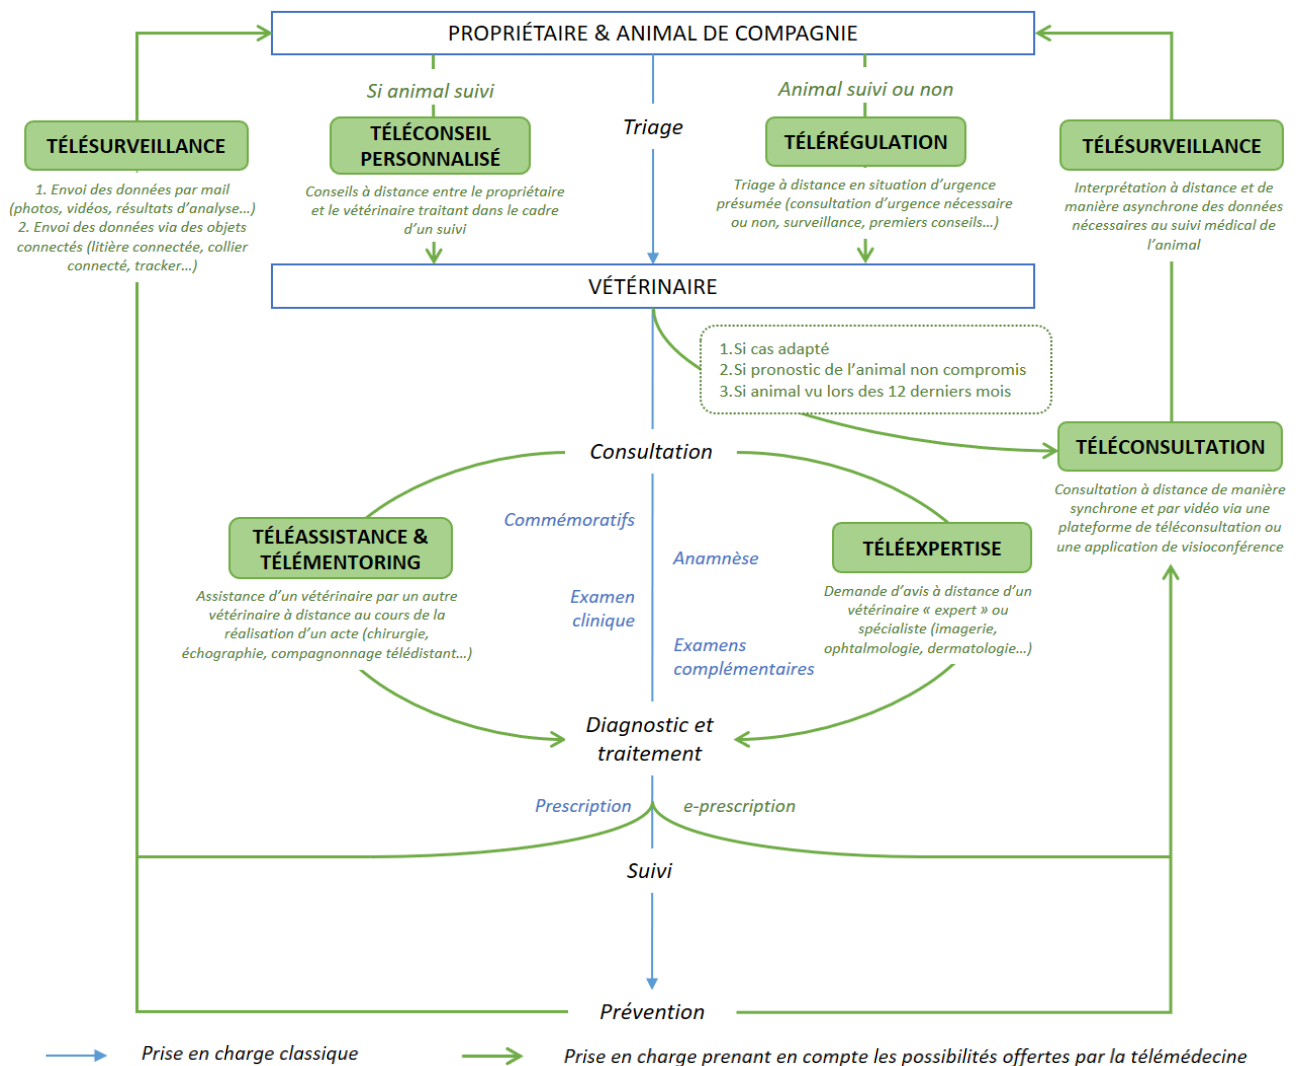 PROPRIÉTAIRE & ANIMAL DE COMPAGNIE
Si animal suivi
Animal suivi ou non
Triage
TÉLÉSURVEILLANCE
1. Envoi des données par mail
(photos, vidéos, résultats d’analyse…)
2. Envoi des données via des objets
connectés (litière connectée, collier
connecté, tracker…)
TÉLÉCONSEIL
PERSONNALISÉ
Conseils à distance entre le propriétaire
et le vétérinaire traitant dans le cadre
d’un suivi
TÉLÉRÉGULATION
Triage à distance en situation d’urgence
présumée (consultation d’urgence nécessaire
ou non, surveillance, premiers conseils…)
TÉLÉSURVEILLANCE
Interprétation à distance et de
manière asynchrone des données
nécessaires au suivi médical de
l’animal
VÉTÉRINAIRE
1.Si cas adapté
2.Si pronostic de l’animal non compromis
3.Si animal vu lors des 12 derniers mois
Consultation
TÉLÉCONSULTATION
Consultation à distance de manière
synchrone et par vidéo via une
plateforme de téléconsultation ou
une application de visioconférence
Commémoratifs
Anamnèse
Examen
clinique
Examens
complémentaires
TÉLÉASSISTANCE &
TÉLÉMENTORING
Assistance d’un vétérinaire par un autre
vétérinaire à distance au cours de la
réalisation d’un acte (chirurgie,
échographie, compagnonnage télédistant…)
TÉLÉEXPERTISE
Demande d’avis à distance d’un
vétérinaire « expert » ou
spécialiste (imagerie,
ophtalmologie, dermatologie…)
Diagnostic et
traitement
Prescription
e-prescription
Suivi
Prévention
Prise en charge classique
Prise en charge prenant en compte les possibilités offertes par la télémédecine